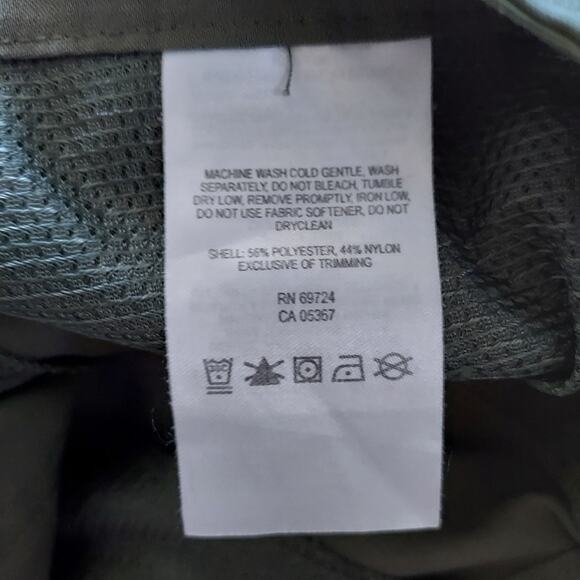 MACHINE WASH COLD GENTLE, WASH
SEPARATELY, DO NOT BLEACH, TUMBLE
DRY LOW, REMOVE PROMPTLY, IRON LOW,
DO NOT USE FABRIC SOFTENER, DO NOT
DRYCLEAN
SHELL: 56% POLYESTER, 44% NYLON
EXCLUSIVE OF TRIMMING
RN 69724
CA 05367